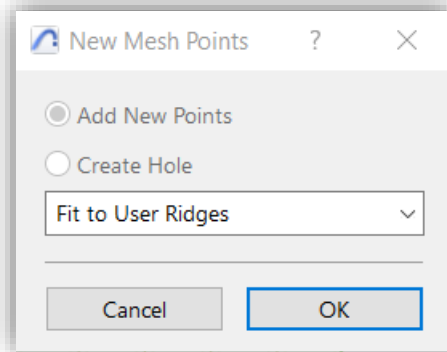 New Mesh Points ?
Add New Points
Create Hole
Fit to User Ridges
Cancel OK